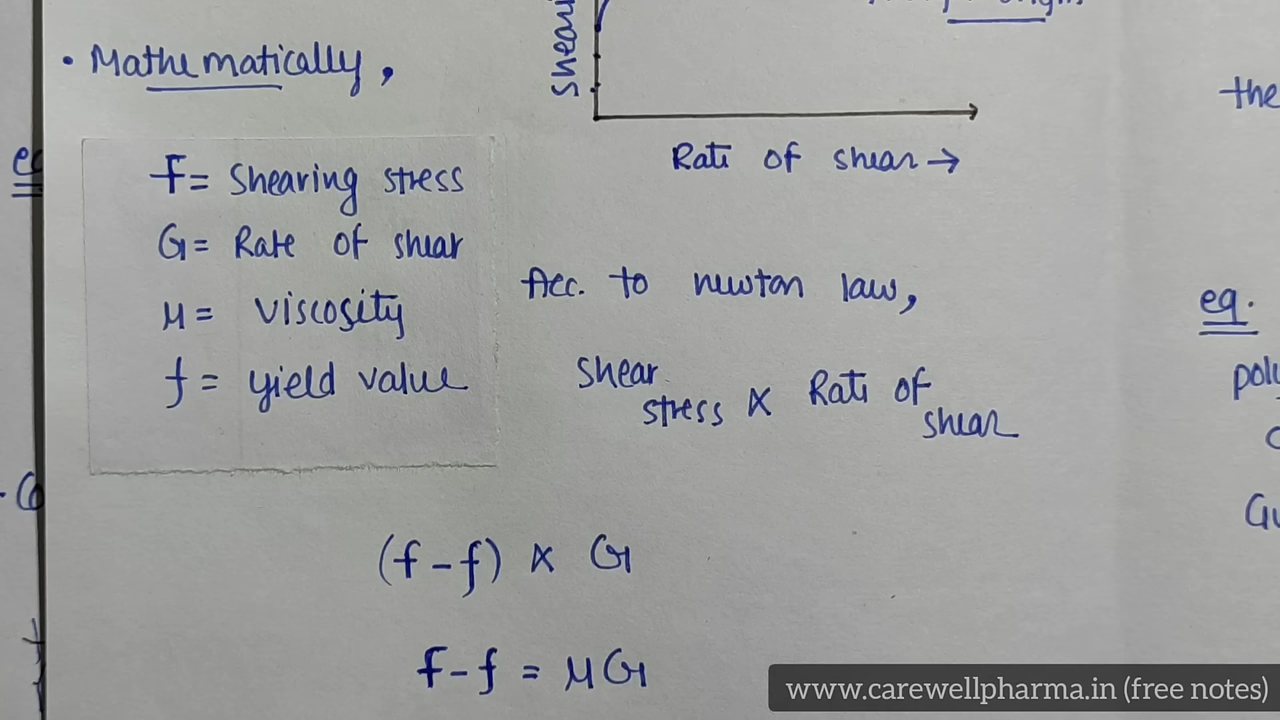 Shear
• Mathematically,
the
Rate of shear →
F = Shearing stress
G = Rate of shear
Acc. to newton law,
μ = viscosity
eg.
f = yield value
Shear stress ∝ Rate of shear
(F - f) ∝ G
F - f = μG
www.carewellpharma.in (free notes)